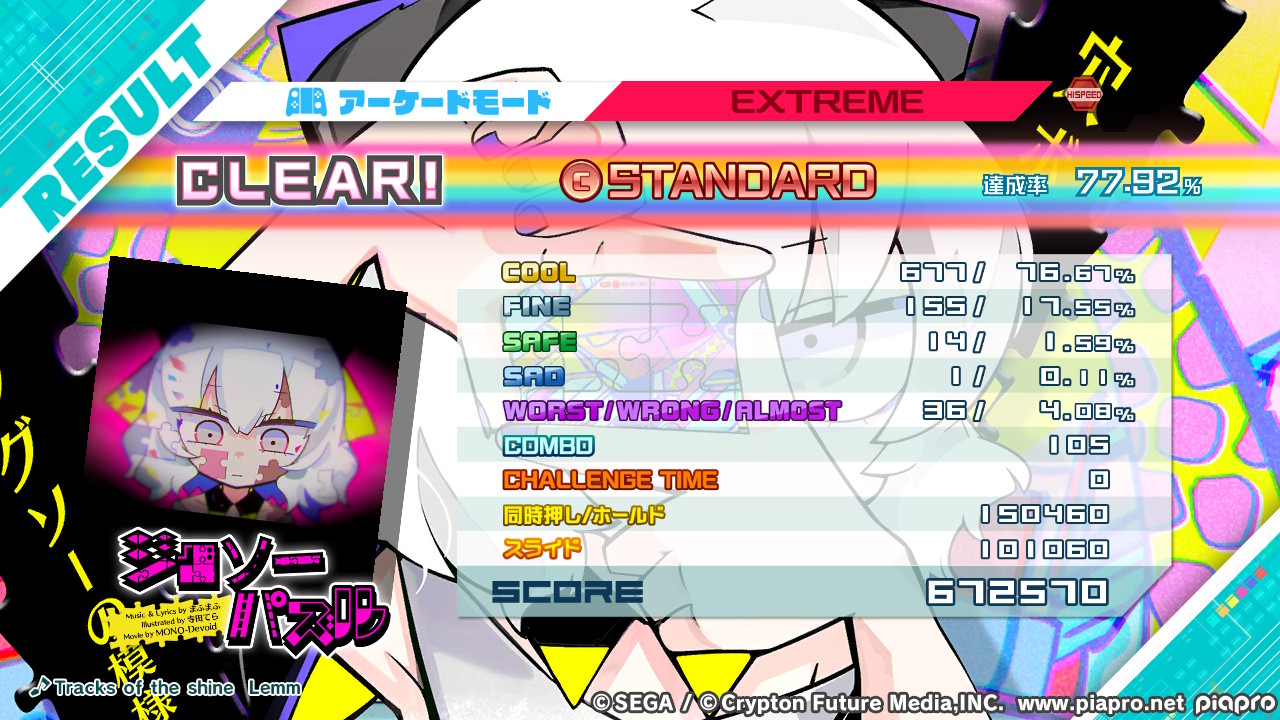 RESULT
アーケードモード
EXTREME
HISPEED
CLEAR!
C STANDARD
達成率 77.92%
COOL 677/ 76.67%
FINE 155/ 17.55%
SAFE 14/ 1.59%
SAD 1/ 0.11%
WORST/WRONG/ALMOST 36/ 4.08%
COMBO 105
CHALLENGE TIME 0
同時押し/ホールド 150460
スライド 101060
SCORE 672570
ジグソー
パズル
Music & Lyrics by まふまふ
Illustrated by 寺田てら
Movie by MONO-Devoid
グソーの模様
♪Tracks of the shine Lemm
©SEGA / © Crypton Future Media,INC. www.piapro.net piapro